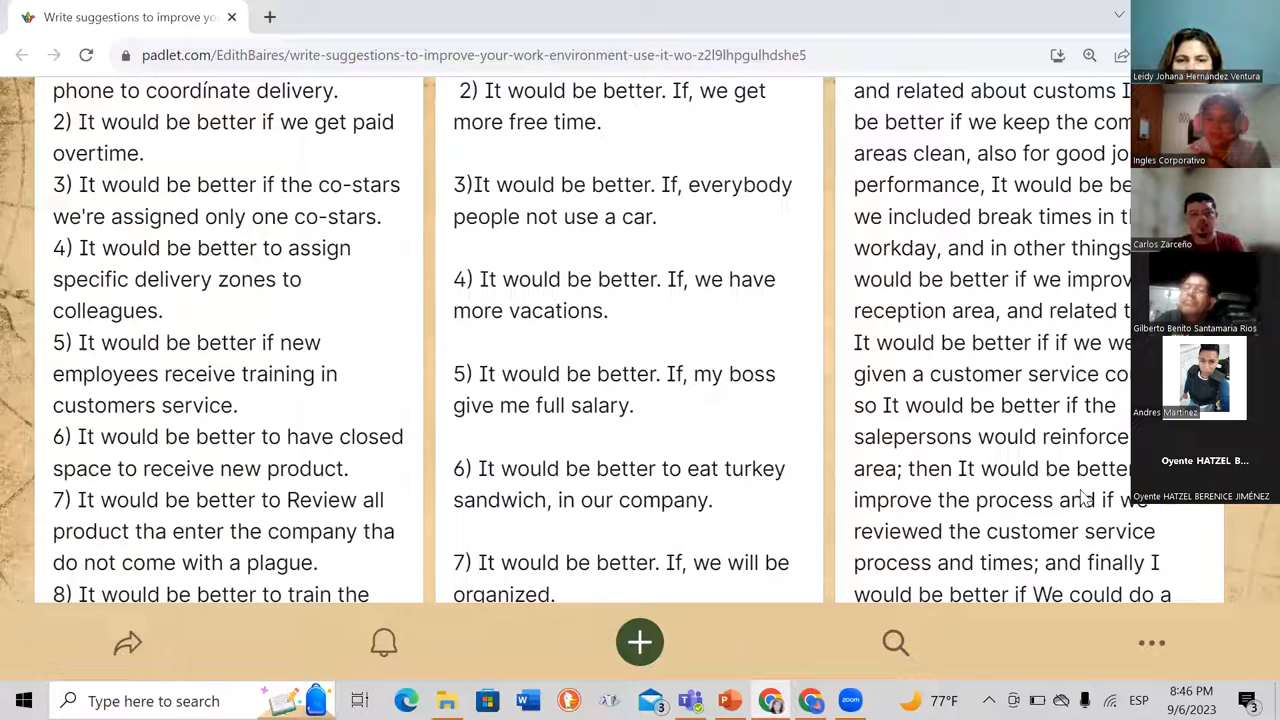 Write suggestions to improve yo
padlet.com/EdithBaires/write-suggestions-to-improve-your-work-environment-use-it-wo-z2l9lhpgulhdshe5
phone to coordínate delivery.
2) It would be better if we get paid
overtime.
3) It would be better if the co-stars
we're assigned only one co-stars.
4) It would be better to assign
specific delivery zones to
colleagues.
5) It would be better if new
employees receive training in
customers service.
6) It would be better to have closed
space to receive new product.
7) It would be better to Review all
product tha enter the company tha
do not come with a plague.
8) It would be better to train the
2) It would be better. If, we get
more free time.
3)It would be better. If, everybody
people not use a car.
4) It would be better. If, we have
more vacations.
5) It would be better. If, my boss
give me full salary.
6) It would be better to eat turkey
sandwich, in our company.
7) It would be better. If, we will be
organized.
and related about customs I
be better if we keep the com
areas clean, also for good jo
performance, It would be be
we included break times in th
workday, and in other things
would be better if we improv
reception area, and related t
It would be better if if we we
given a customer service co
so It would be better if the
salepersons would reinforce
area; then It would be better
improve the process and if we
reviewed the customer service
process and times; and finally I
would be better if We could do a
Leidy Johana Hernández Ventura
Ingles Corporativo
Carlos Zarceño
Gilberto Benito Santamaria Rios
Andres Martinez
Oyente HATZEL B...
Oyente HATZEL BERENICE JIMÉNEZ
Type here to search
3
77°F
ESP
8:46 PM
9/6/2023
3